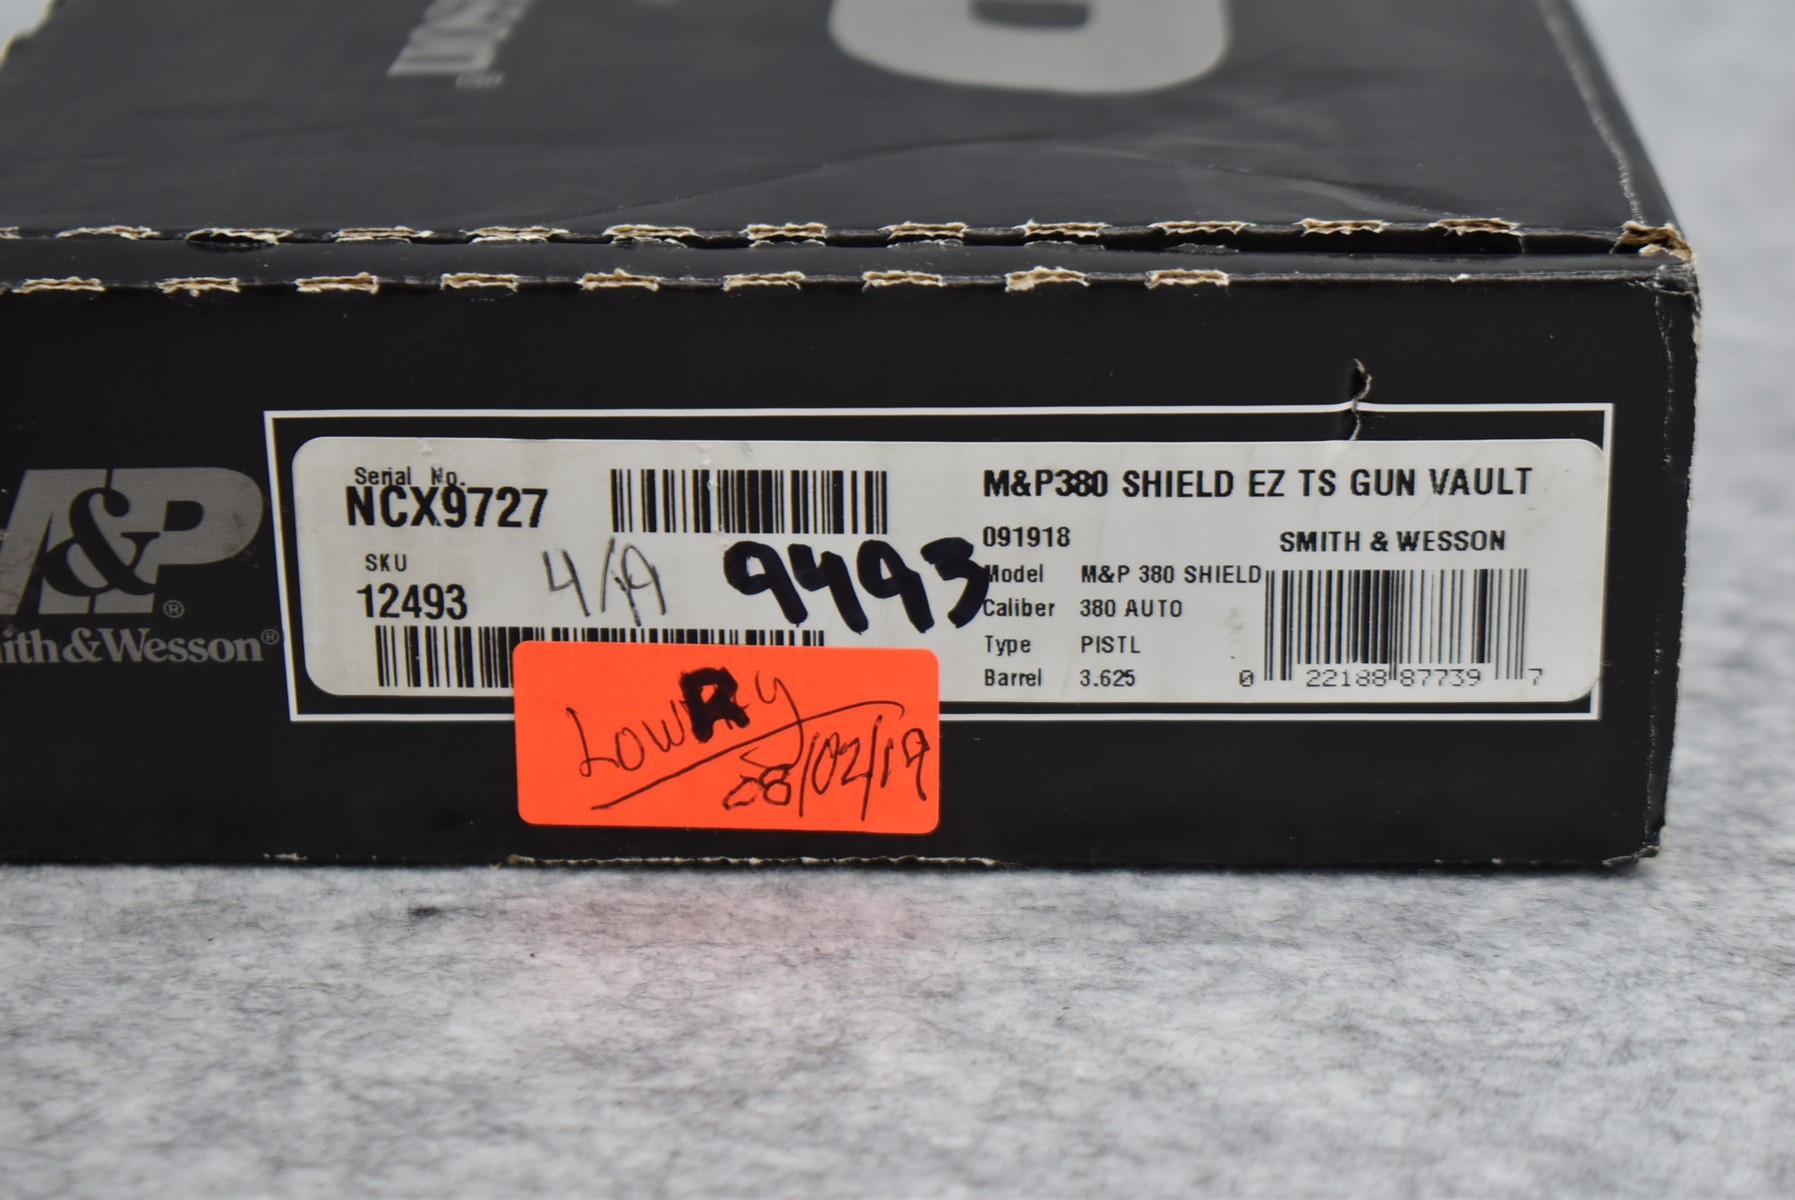 M&P®
Smith & Wesson®
Serial No.
NCX9727
SKU
12493
4/19
9493
M&P380 SHIELD EZ TS GUN VAULT
091918
SMITH & WESSON
Model M&P 380 SHIELD
Caliber 380 AUTO
Type PISTL
Barrel 3.625
0 22188 87739 7
LowRy
08/02/19